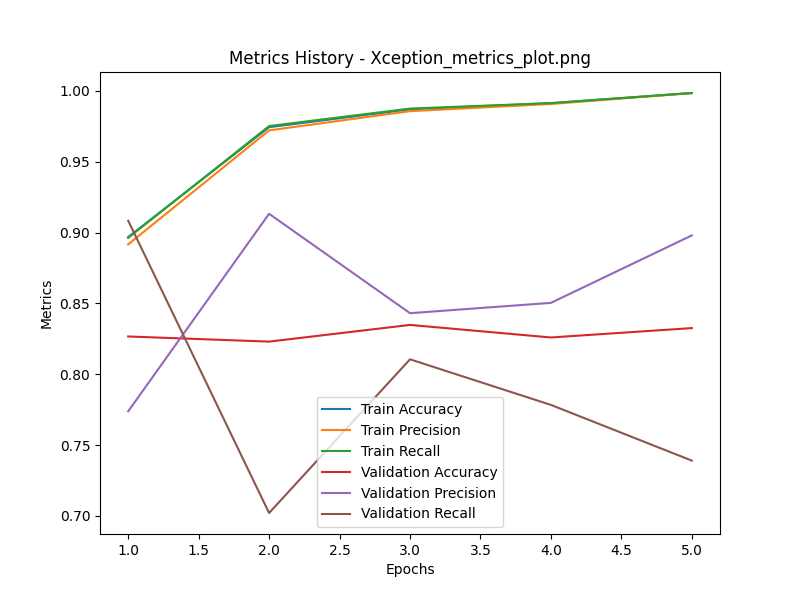 Metrics History - Xception_metrics_plot.png
Metrics
1.00
0.95
0.90
0.85
0.80
0.75
0.70
Train Accuracy
Train Precision
Train Recall
Validation Accuracy
Validation Precision
Validation Recall
1.0 1.5 2.0 2.5 3.0 3.5 4.0 4.5 5.0
Epochs